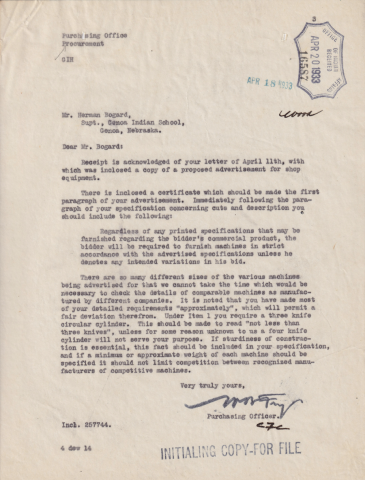 2
Purchasing Office
Procurement
OFFICE OF INDIAN AFFAIRS
RECEIVED
APR 20 1933
16587
APR 18 1933
Mr. Herman Bogard,
Supt., Genoa Indian School,
Genoa, Nebraska.
Dear Mr. Bogard:
Receipt is acknowledged of your letter of April 11th, with
which was inclosed a copy of a proposed advertisement for shop
equipment.
There is inclosed a certificate which should be made the first
paragraph of your advertisement. Immediately following the para-
graph of your specification concerning cuts and description you
should include the following:
Regardless of any printed specifications that may be
furnished regarding the bidder's commercial product, the
bidder will be required to furnish machines in strict
accordance with the advertised specifications unless he
denotes any intended variations in his bid.
There are so many different sizes of the various machines
being advertised for that we cannot take the time which would be
necessary to check the details of comparable machines as manufac-
tured by different companies. It is noted that you have made most
of your detailed requirements "approximately", which will permit a
fair deviation therefrom. Under Item 1 you require a three knife
circular cylinder. This should be made to read "not less than
three knives", unless for some reason unknown to us a four knife
cylinder will not serve your purpose. If sturdiness of construc-
tion is essential, this fact should be included in your specification,
and if a minimum or approximate weight of each machine should be
specified it should not limit competition between recognized manu-
facturers of competitive machines.
Very truly yours,
Purchasing Officer.
Incl. 257744.
4 dew 14
INITIALING COPY-FOR FILE